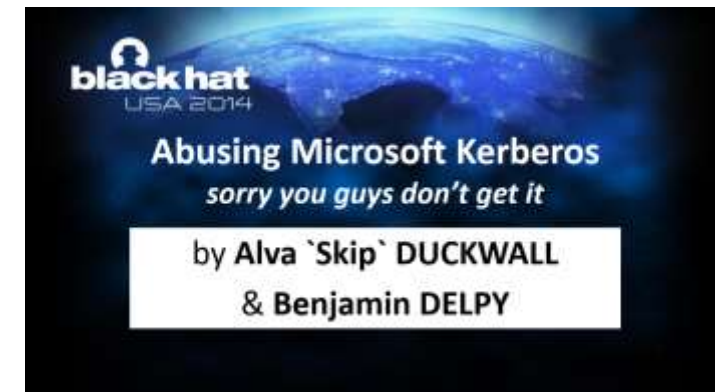 black hat
USA 2014
Abusing Microsoft Kerberos
sorry you guys don't get it
by Alva `Skip` DUCKWALL
& Benjamin DELPY